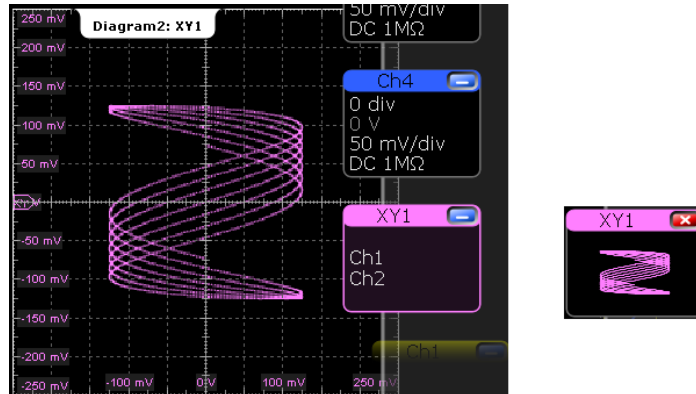 250 mV
Diagram2: XY1
50 mV/div
DC 1MΩ
200 mV
150 mV
Ch4
0 div
0 V
50 mV/div
DC 1MΩ
100 mV
50 mV
XY1
Ch1
Ch2
XY1
-50 mV
-100 mV
-150 mV
-200 mV
Ch1
-250 mV
-100 mV
0 V
100 mV
250 mV